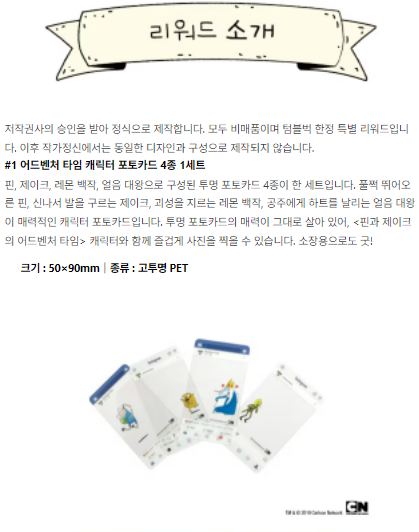 리워드 소개
저작권사의 승인을 받아 정식으로 제작합니다. 모두 비매품이며 텀블벅 한정 특별 리워드입니
다. 이후 작가정신에서는 동일한 디자인과 구성으로 제작되지 않습니다.
#1 어드벤처 타임 캐릭터 포토카드 4종 1세트
핀, 제이크, 레몬 백작, 얼음 대왕으로 구성된 투명 포토카드 4종이 한 세트입니다. 풀쩍 뛰어오
른 핀, 신나서 발을 구르는 제이크, 괴성을 지르는 레몬 백작, 공주에게 하트를 날리는 얼음 대왕
이 매력적인 캐릭터 포토카드입니다. 투명 포토카드의 매력이 그대로 살아 있어, <핀과 제이크
의 어드벤처 타임> 캐릭터와 함께 즐겁게 사진을 찍을 수 있습니다. 소장용으로도 굿!
크기 : 50×90mm | 종류 : 고투명 PET
TM & © 2019 Cartoon Network
CN